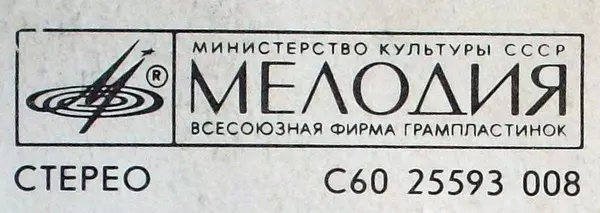 МИНИСТЕРСТВО КУЛЬТУРЫ СССР
® МЕЛОДИЯ
ВСЕСОЮЗНАЯ ФИРМА ГРАМПЛАСТИНОК
СТЕРЕО С60 25593 008